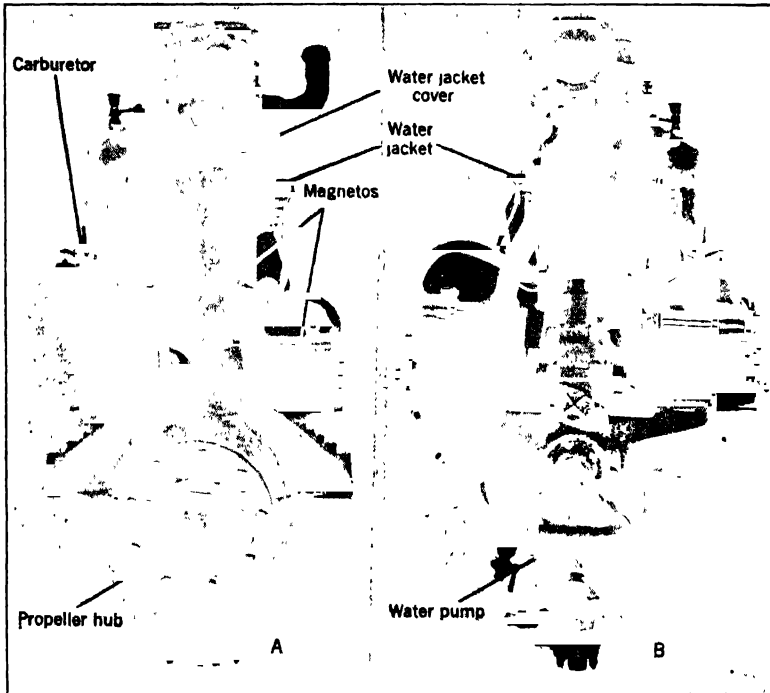 Carburetor
Water jacket
cover
Water
jacket
Magnetos
Propeller hub
Water pump
A
B